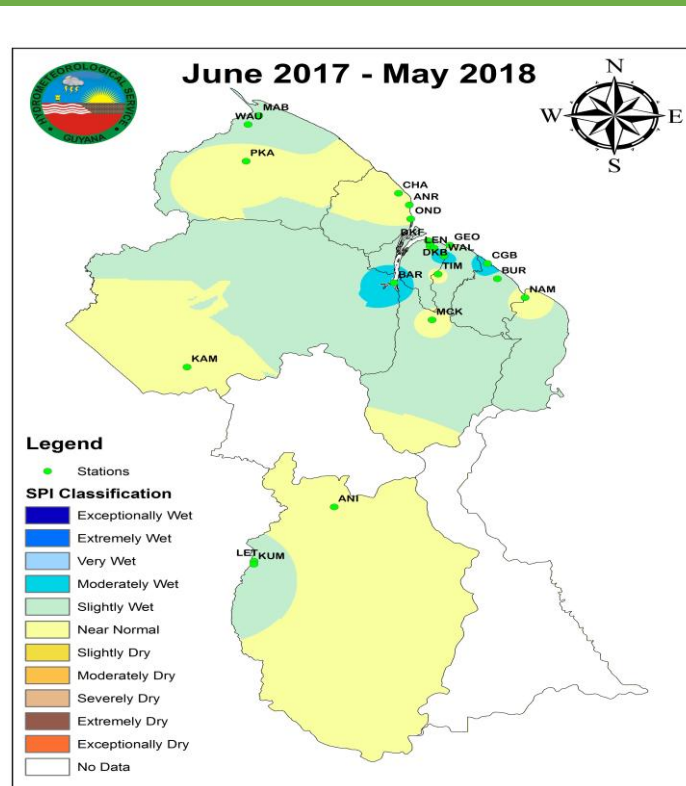 June 2017 - May 2018
HYDROMETEOROLOGICAL SERVICE
GUYANA
N
W
E
S
MAB
WAU
PKA
CHA
ANR
OND
BKF
LEN
GEO
DKB
WAL
CGB
TIM
BUR
BAR
NAM
MCK
KAM
ANI
LET
KUM
Legend
Stations
SPI Classification
Exceptionally Wet
Extremely Wet
Very Wet
Moderately Wet
Slightly Wet
Near Normal
Slightly Dry
Moderately Dry
Severely Dry
Extremely Dry
Exceptionally Dry
No Data